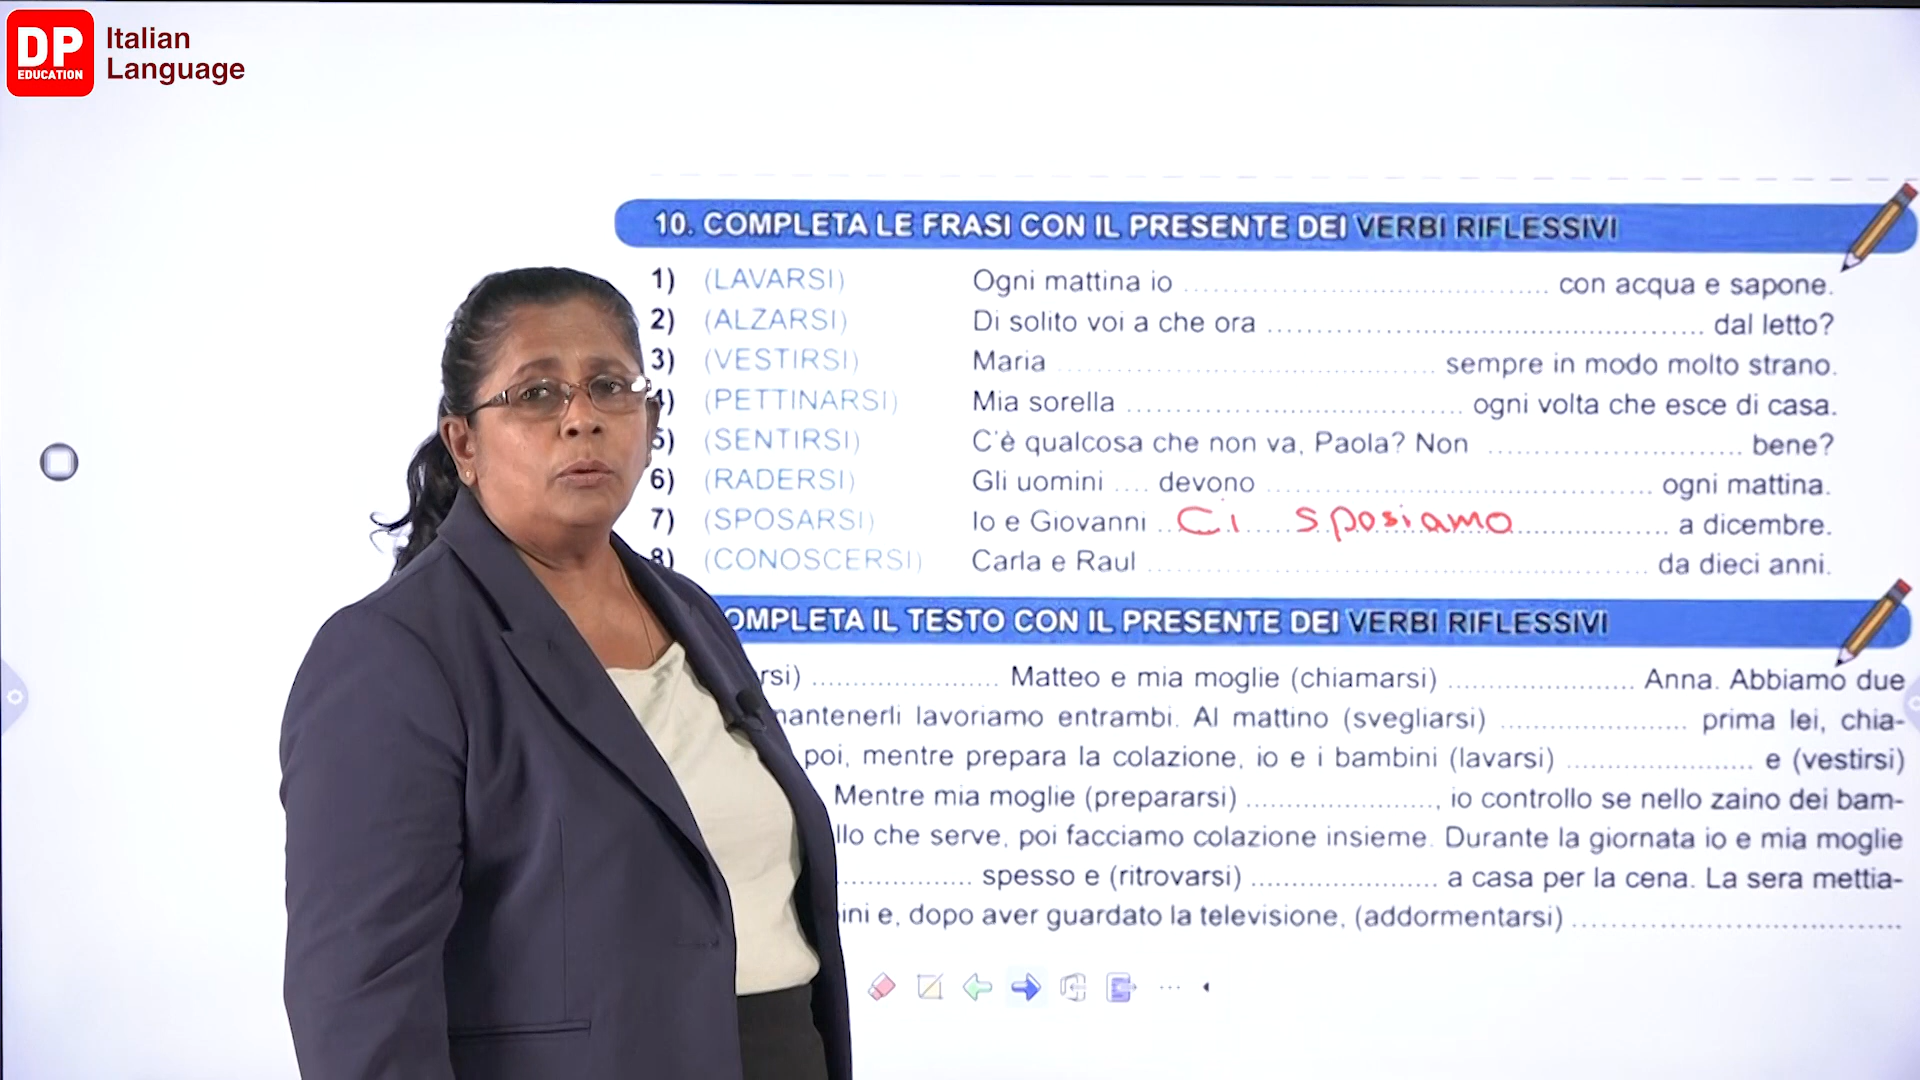 DP EDUCATION
Italian
Language
10. COMPLETA LE FRASI CON IL PRESENTE DEI VERBI RIFLESSIVI
1) (LAVARSI) Ogni mattina io ........................ con acqua e sapone.
2) (ALZARSI) Di solito voi a che ora ........................ dal letto?
3) (VESTIRSI) Maria ........................ sempre in modo molto strano.
4) (PETTINARSI) Mia sorella ........................ ogni volta che esce di casa.
5) (SENTIRSI) C'è qualcosa che non va, Paola? Non ........................ bene?
6) (RADERSI) Gli uomini .... devono ........................ ogni mattina.
7) (SPOSARSI) Io e Giovanni Ci sposiamo a dicembre.
8) (CONOSCERSI) Carla e Raul ........................ da dieci anni.
OMPLETA IL TESTO CON IL PRESENTE DEI VERBI RIFLESSIVI
rsi) ........................ Matteo e mia moglie (chiamarsi) ........................ Anna. Abbiamo due
mantenerli lavoriamo entrambi. Al mattino (svegliarsi) ........................ prima lei, chia-
poi, mentre prepara la colazione, io e i bambini (lavarsi) ........................ e (vestirsi)
Mentre mia moglie (prepararsi) ........................, io controllo se nello zaino dei bam-
llo che serve, poi facciamo colazione insieme. Durante la giornata io e mia moglie
........................ spesso e (ritrovarsi) ........................ a casa per la cena. La sera mettia-
ini e, dopo aver guardato la televisione, (addormentarsi) ........................